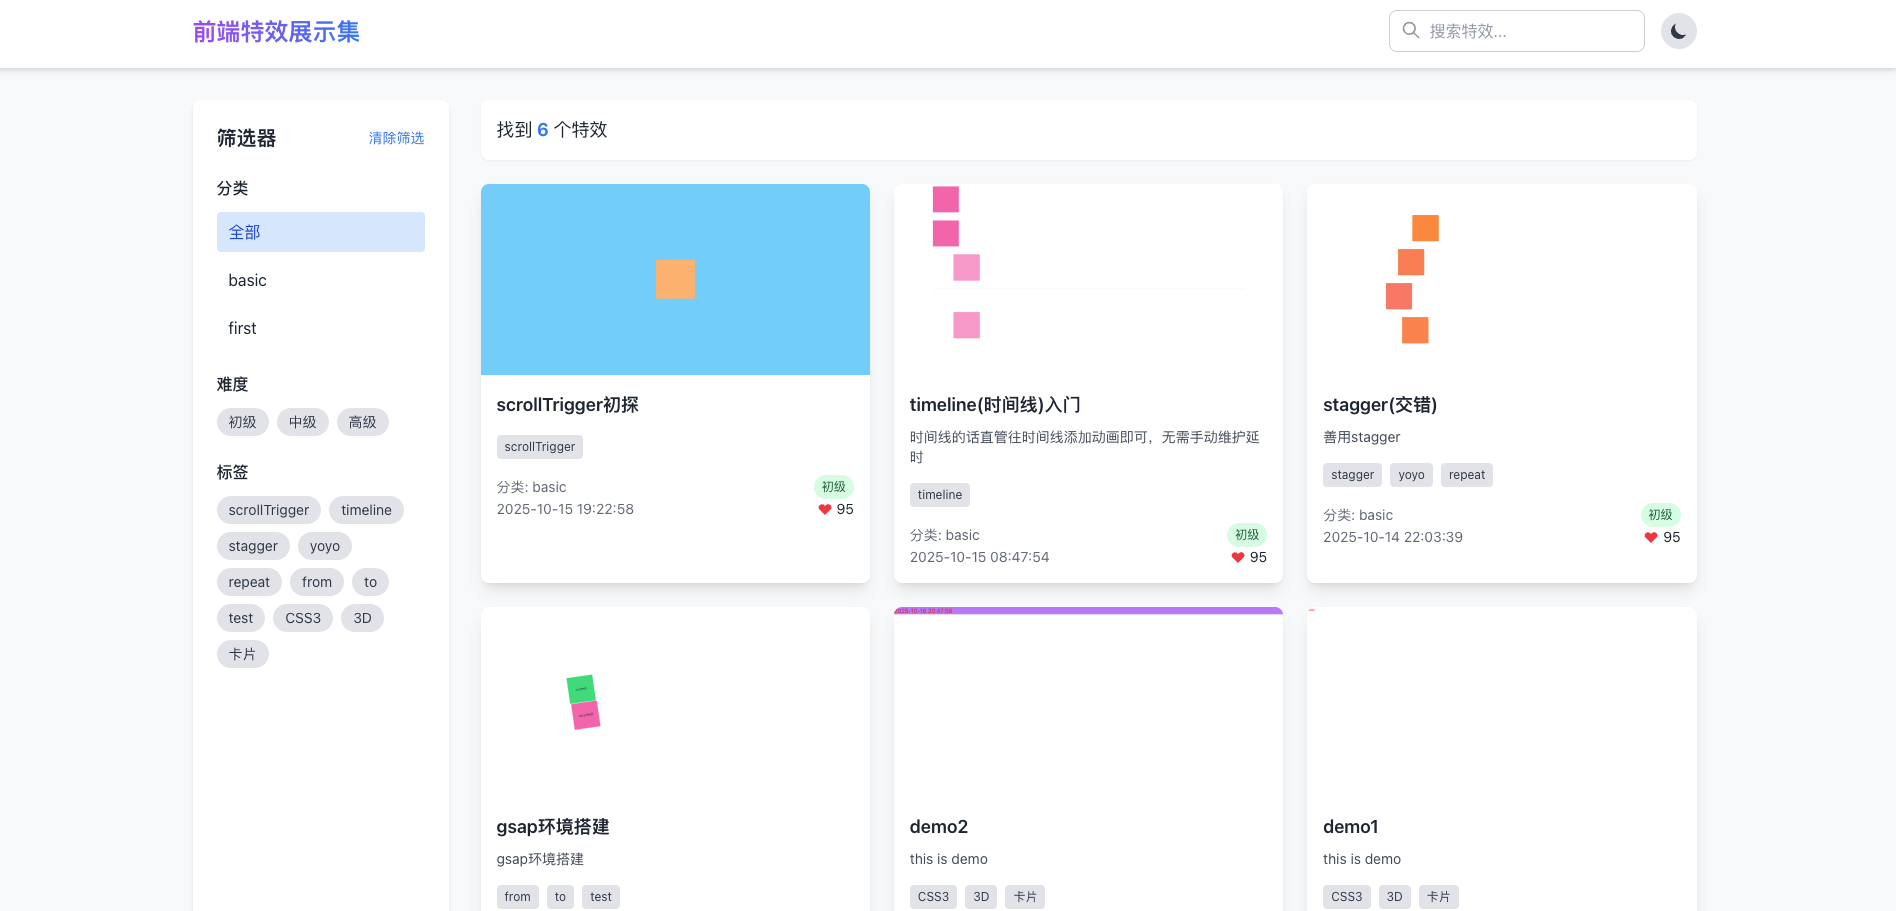 前端特效展示集
搜索特效...
筛选器
清除筛选
分类
全部
basic
first
难度
初级 中级 高级
标签
scrollTrigger timeline
stagger yoyo
repeat from to
test CSS3 3D
卡片
找到 6 个特效
scrollTrigger初探
scrollTrigger
分类: basic
初级
2025-10-15 19:22:58
95
timeline(时间线)入门
时间线的话直管往时间线添加动画即可，无需手动维护延
时
timeline
分类: basic
初级
2025-10-15 08:47:54
95
stagger(交错)
善用stagger
stagger yoyo repeat
分类: basic
初级
2025-10-14 22:03:39
95
gsap环境搭建
gsap环境搭建
from to test
demo2
this is demo
CSS3 3D 卡片
demo1
this is demo
CSS3 3D 卡片